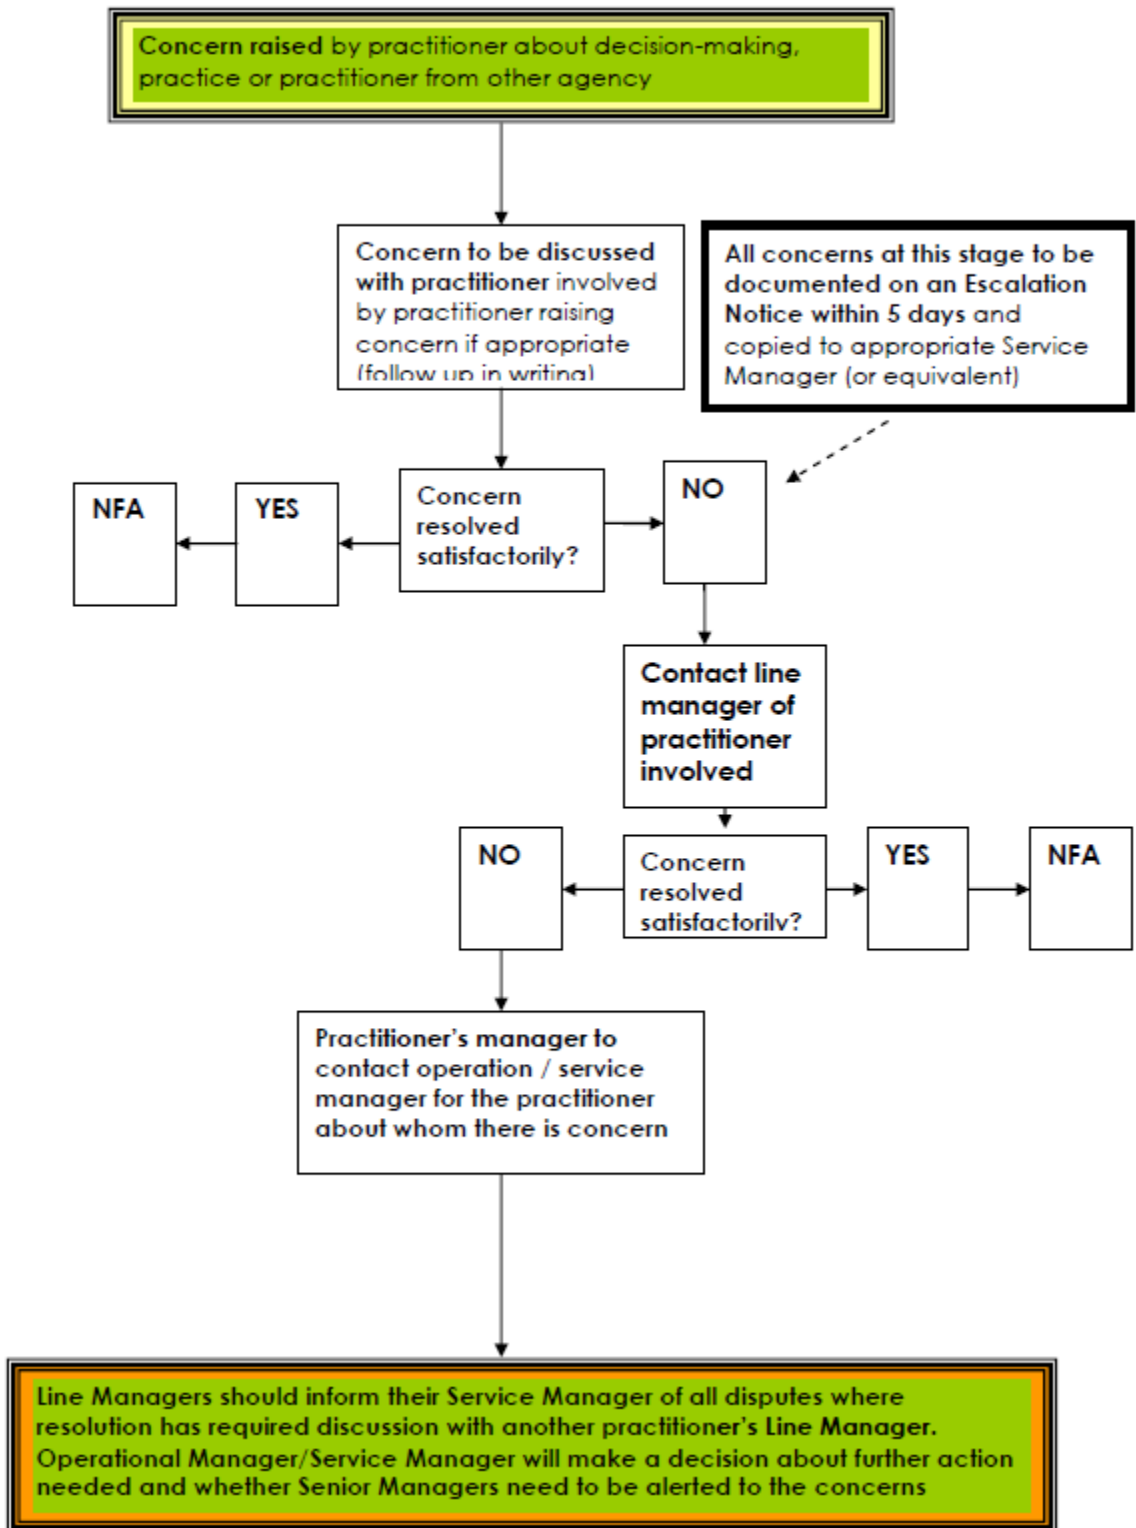 Concern raised by practitioner about decision-making,
practice or practitioner from other agency
Concern to be discussed
with practitioner involved
by practitioner raising
concern if appropriate
(follow up in writing)
All concerns at this stage to be
documented on an Escalation
Notice within 5 days and
copied to appropriate Service
Manager (or equivalent)
NFA
YES
Concern
resolved
satisfactorily?
NO
Contact line
manager of
practitioner
involved
NO
Concern
resolved
satisfactorily?
YES
NFA
Practitioner's manager to
contact operation / service
manager for the practitioner
about whom there is concern
Line Managers should inform their Service Manager of all disputes where
resolution has required discussion with another practitioner's Line Manager.
Operational Manager/Service Manager will make a decision about further action
needed and whether Senior Managers need to be alerted to the concerns